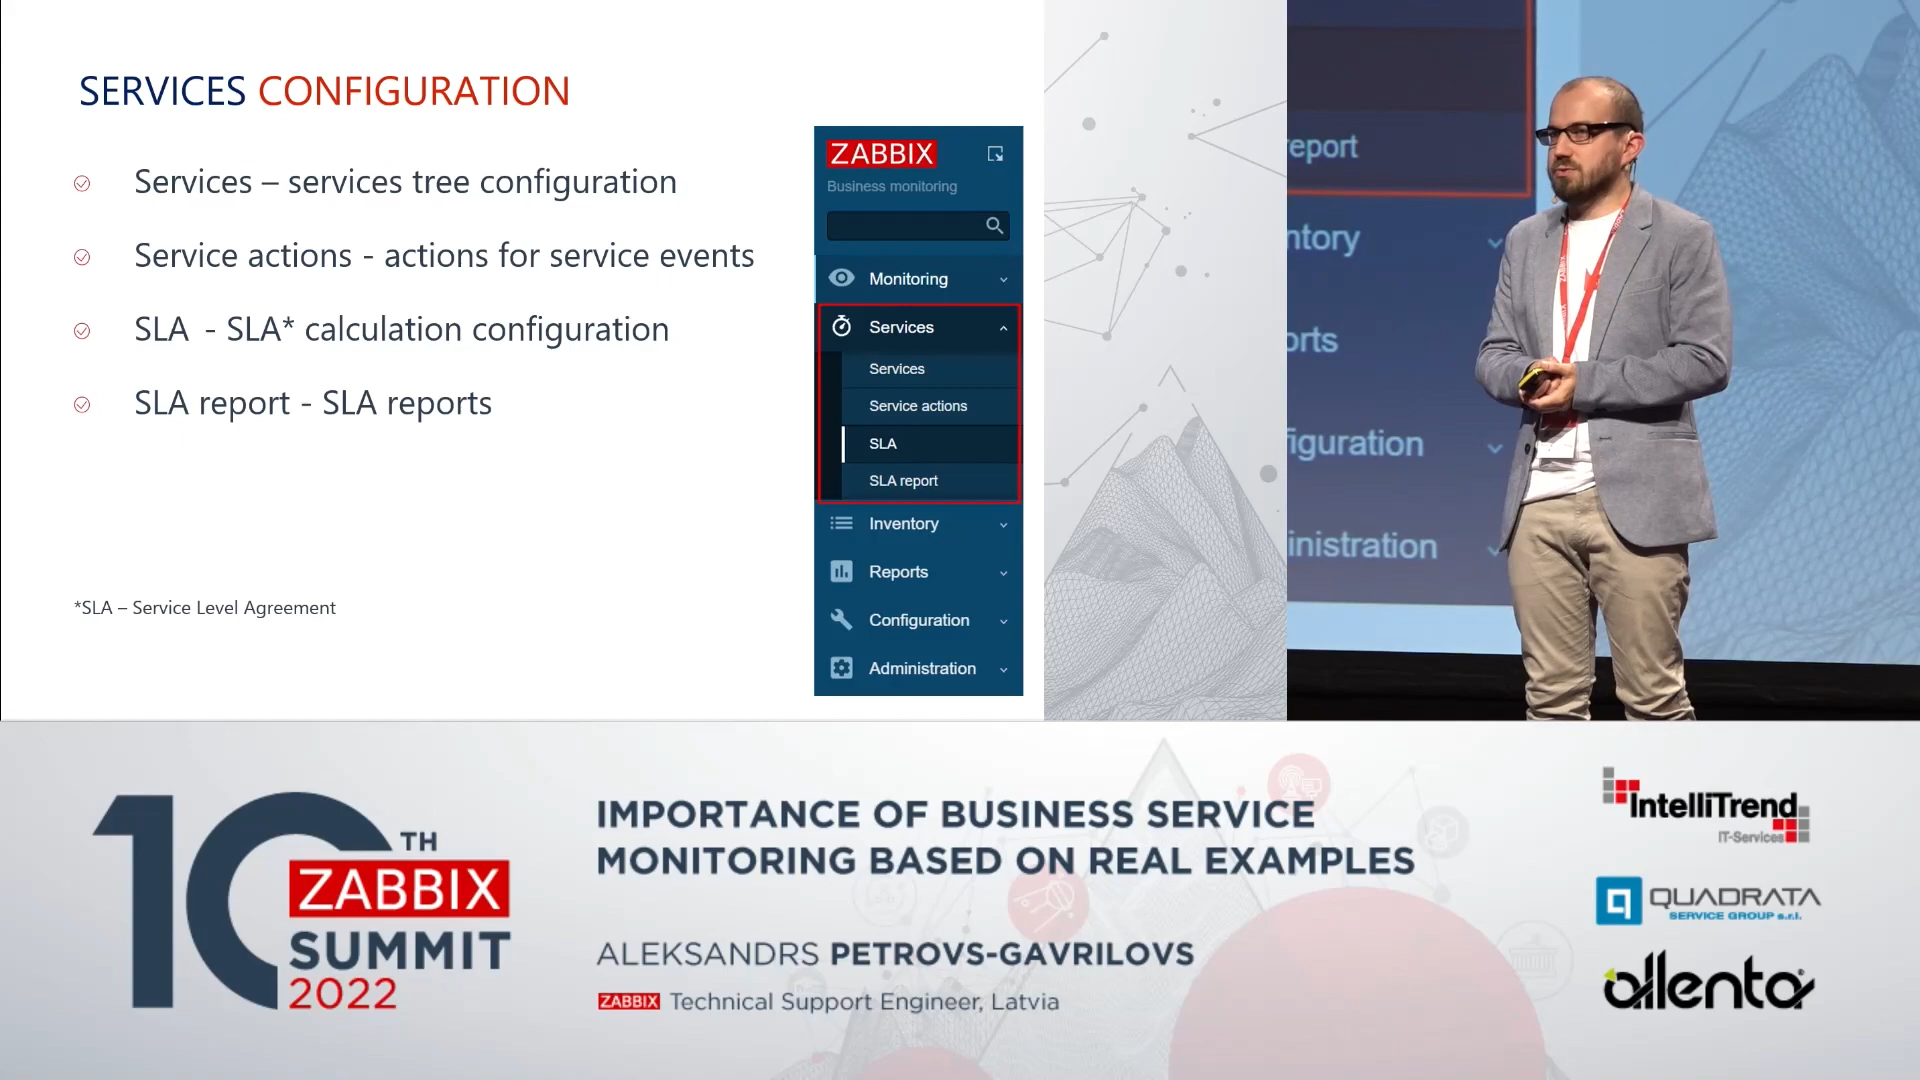 SERVICES CONFIGURATION
Services – services tree configuration
Service actions - actions for service events
SLA - SLA* calculation configuration
SLA report - SLA reports
*SLA – Service Level Agreement
ZABBIX
Business monitoring
Monitoring
Services
Services
Service actions
SLA
SLA report
Inventory
Reports
Configuration
Administration
report
ntory
orts
figuration
inistration
ZABBIX
10TH
ZABBIX
SUMMIT
2022
IMPORTANCE OF BUSINESS SERVICE
MONITORING BASED ON REAL EXAMPLES
ALEKSANDRS PETROVS-GAVRILOVS
ZABBIX Technical Support Engineer, Latvia
IntelliTrend
IT-Services
QUADRATA
SERVICE GROUP s.r.l.
allenta